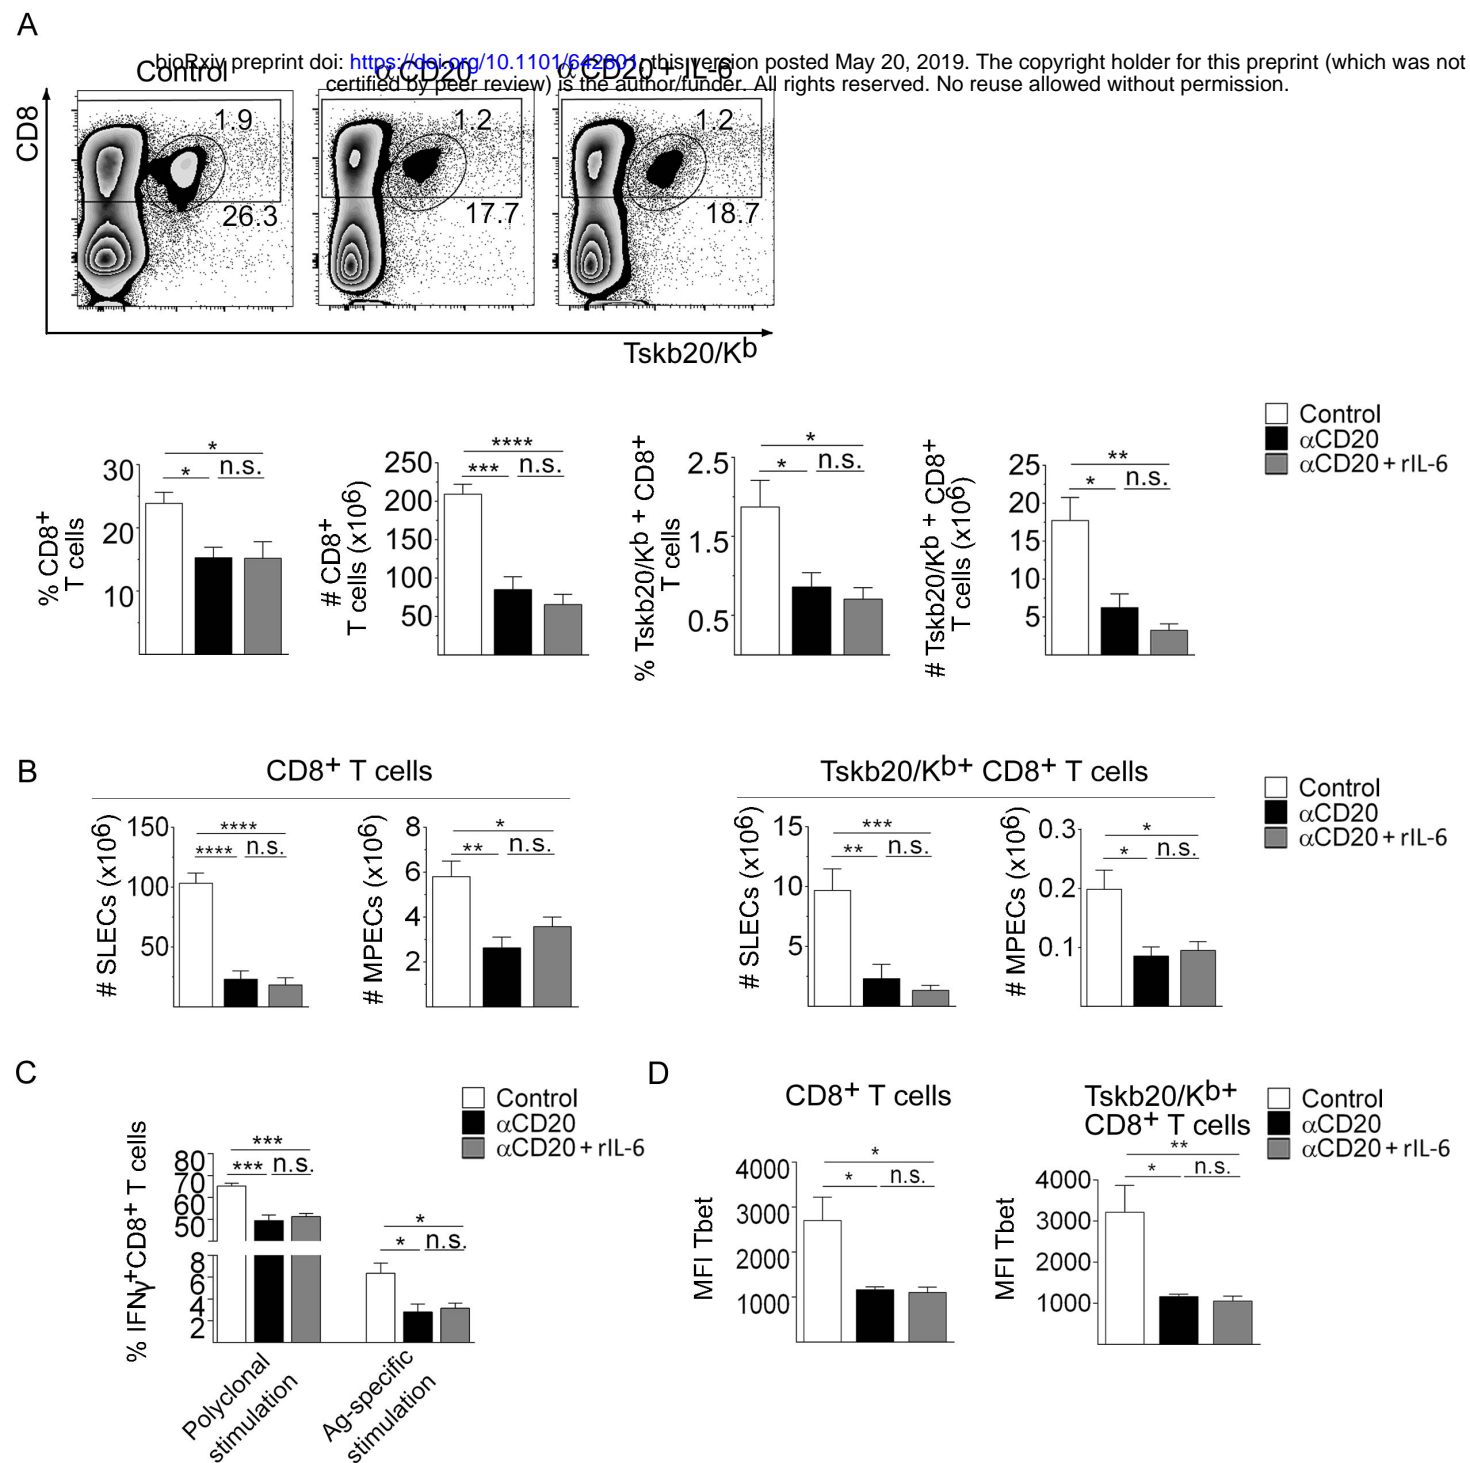 A
bioRxiv preprint doi: https://doi.org/10.1101/642801; this version posted May 20, 2019. The copyright holder for this preprint (which was not
certified by peer review) is the author/funder. All rights reserved. No reuse allowed without permission.
Control
αCD20
αCD20 + IL-6
CD8
1.9
26.3
1.2
17.7
1.2
18.7
Tskb20/Kb
Control
αCD20
αCD20 + rIL-6
% CD8+
T cells
30
20
10
*
*
n.s.
# CD8+
T cells (x106)
250
200
150
100
50
****
***
n.s.
% Tskb20/Kb + CD8+
T cells
2.5
1.5
0.5
*
*
n.s.
# Tskb20/Kb + CD8+
T cells (x106)
25
20
15
10
5
**
*
n.s.
B
CD8+ T cells
Tskb20/Kb+ CD8+ T cells
Control
αCD20
αCD20 + rIL-6
# SLECs (x106)
150
100
50
****
****
n.s.
# MPECs (x106)
8
6
4
2
*
**
n.s.
# SLECs (x106)
15
10
5
***
**
n.s.
# MPECs (x106)
0.3
0.2
0.1
*
*
n.s.
C
Control
αCD20
αCD20 + rIL-6
% IFNγ+CD8+ T cells
80
70
60
50
8
6
4
2
***
***
n.s.
*
*
n.s.
Polyclonal
stimulation
Ag-specific
stimulation
D
CD8+ T cells
Tskb20/Kb+
CD8+ T cells
Control
αCD20
αCD20 + rIL-6
MFI Tbet
4000
3000
2000
1000
*
*
n.s.
MFI Tbet
4000
3000
2000
1000
**
*
n.s.